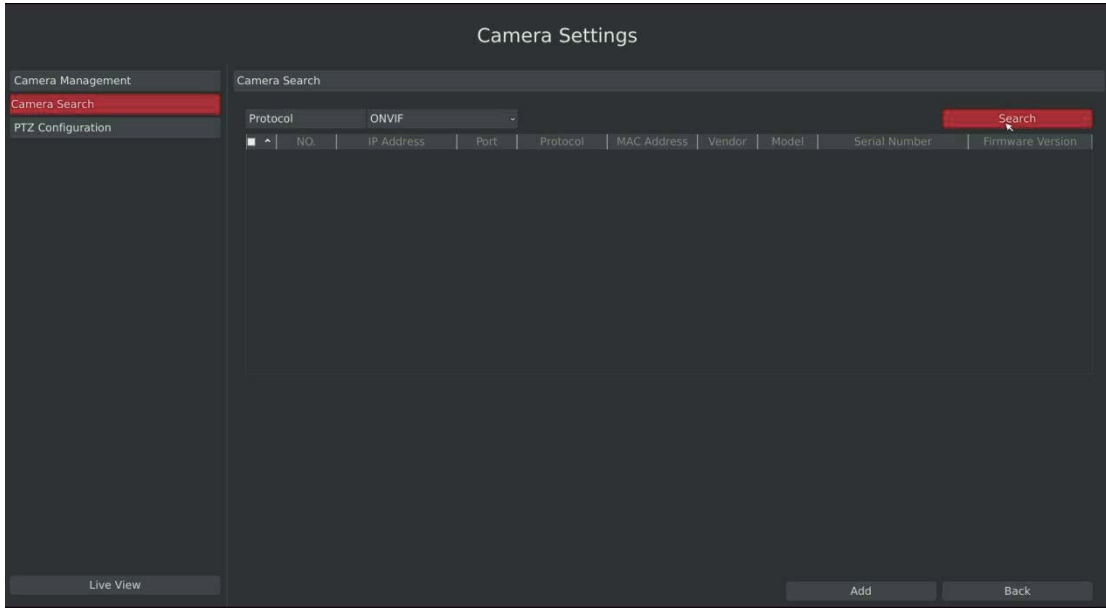 Camera Settings
Camera Management
Camera Search
PTZ Configuration
Camera Search
Protocol ONVIF
Search
NO. IP Address Port Protocol MAC Address Vendor Model Serial Number Firmware Version
Live View
Add Back